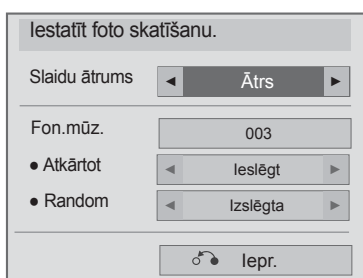 Iestatīt foto skatīšanu.
Slaidu ātrums ◄ Ātrs ►
Fon.mūz. 003
● Atkārtot ◄ Ieslēgt ►
● Random ◄ Izslēgta ►
Iepr.